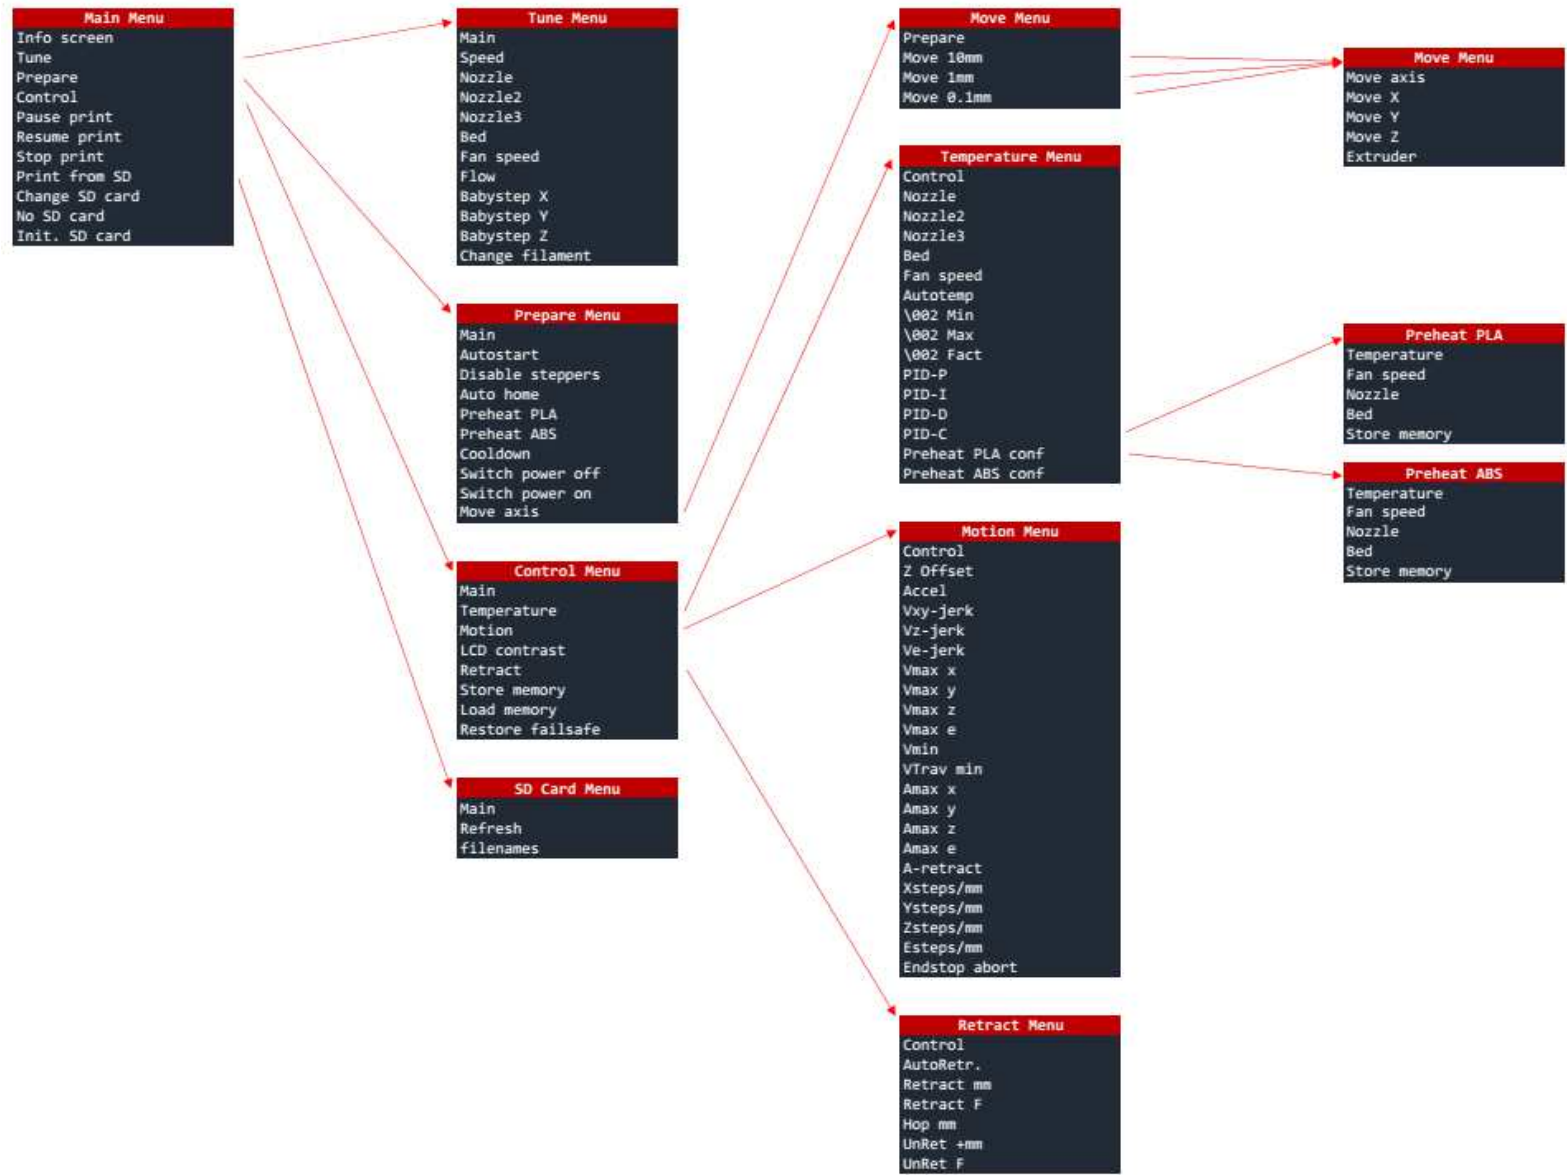 Main Menu
Info screen
Tune
Prepare
Control
Pause print
Resume print
Stop print
Print from SD
Change SD card
No SD card
Init. SD card
Tune Menu
Main
Speed
Nozzle
Nozzle2
Nozzle3
Bed
Fan speed
Flow
Babystep X
Babystep Y
Babystep Z
Change filament
Prepare Menu
Main
Autostart
Disable steppers
Auto home
Preheat PLA
Preheat ABS
Cooldown
Switch power off
Switch power on
Move axis
Control Menu
Main
Temperature
Motion
LCD contrast
Retract
Store memory
Load memory
Restore failsafe
SD Card Menu
Main
Refresh
filenames
Move Menu
Prepare
Move 10mm
Move 1mm
Move 0.1mm
Temperature Menu
Control
Nozzle
Nozzle2
Nozzle3
Bed
Fan speed
Autotemp
\002 Min
\002 Max
\002 Fact
PID-P
PID-I
PID-D
PID-C
Preheat PLA conf
Preheat ABS conf
Motion Menu
Control
Z Offset
Accel
Vxy-jerk
Vz-jerk
Ve-jerk
Vmax x
Vmax y
Vmax z
Vmax e
Vmin
VTrav min
Amax x
Amax y
Amax z
Amax e
A-retract
Xsteps/mm
Ysteps/mm
Zsteps/mm
Esteps/mm
Endstop abort
Retract Menu
Control
AutoRetr.
Retract mm
Retract F
Hop mm
UnRet +mm
UnRet F
Move Menu
Move axis
Move X
Move Y
Move Z
Extruder
Preheat PLA
Temperature
Fan speed
Nozzle
Bed
Store memory
Preheat ABS
Temperature
Fan speed
Nozzle
Bed
Store memory